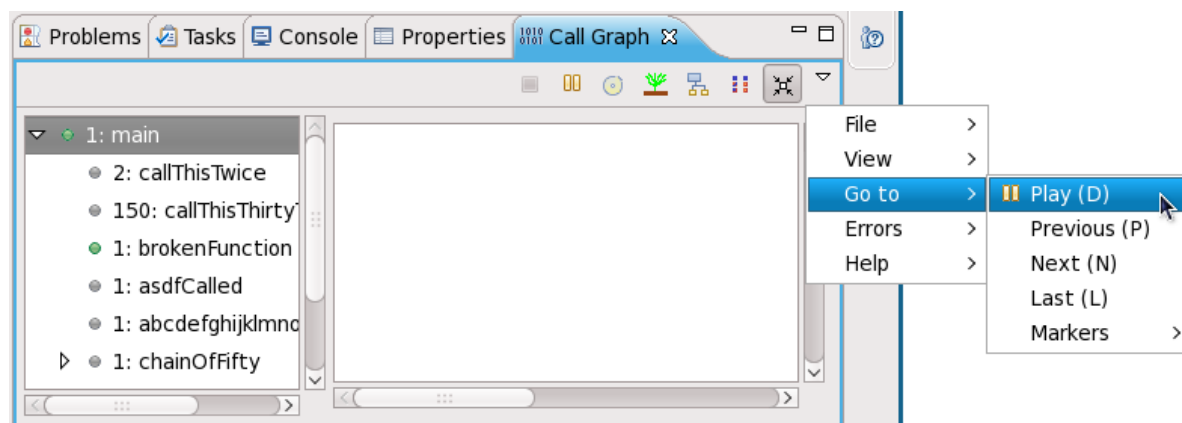 Problems Tasks Console Properties Call Graph
1: main
2: callThisTwice
150: callThisThirty
1: brokenFunction
1: asdfCalled
1: abcdefghijklmno
1: chainOfFifty
File
View
Go to
Errors
Help
Play (D)
Previous (P)
Next (N)
Last (L)
Markers